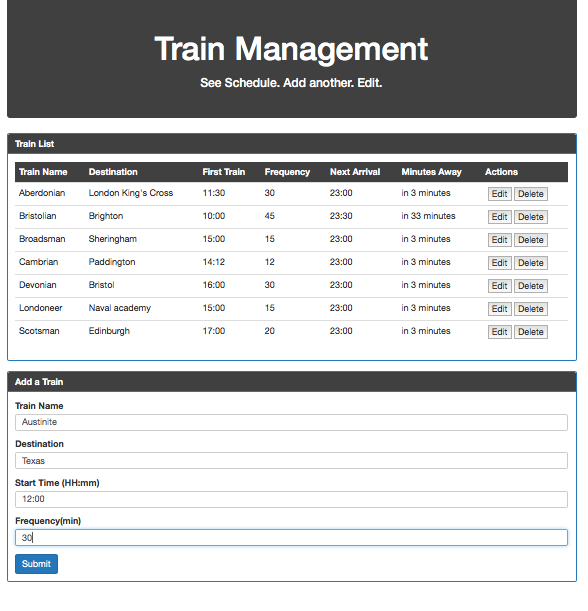 Train Management
See Schedule. Add another. Edit.
Train List
Train Name Destination First Train Frequency Next Arrival Minutes Away Actions
Aberdonian London King's Cross 11:30 30 23:00 in 3 minutes Edit Delete
Bristolian Brighton 10:00 45 23:30 in 33 minutes Edit Delete
Broadsman Sheringham 15:00 15 23:00 in 3 minutes Edit Delete
Cambrian Paddington 14:12 12 23:00 in 3 minutes Edit Delete
Devonian Bristol 16:00 30 23:00 in 3 minutes Edit Delete
Londoneer Naval academy 15:00 15 23:00 in 3 minutes Edit Delete
Scotsman Edinburgh 17:00 20 23:00 in 3 minutes Edit Delete
Add a Train
Train Name
Austinite
Destination
Texas
Start Time (HH:mm)
12:00
Frequency(min)
30
Submit